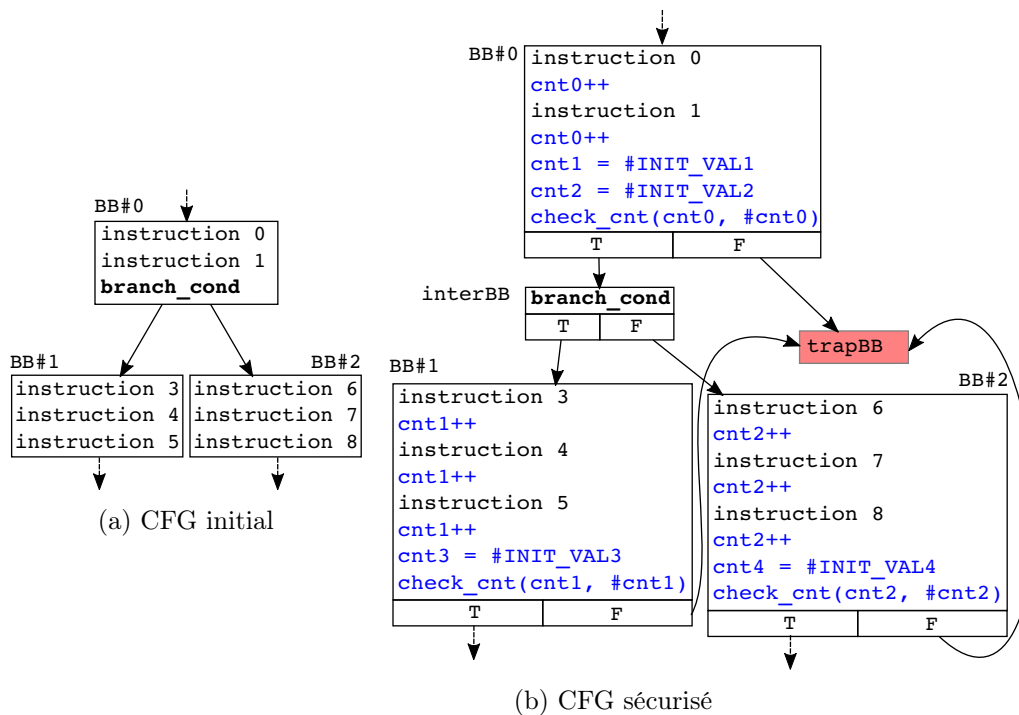 BB#0
instruction 0
instruction 1
branch_cond
BB#1
instruction 3
instruction 4
instruction 5
BB#2
instruction 6
instruction 7
instruction 8
(a) CFG initial
BB#0
instruction 0
cnt0++
instruction 1
cnt0++
cnt1 = #INIT_VAL1
cnt2 = #INIT_VAL2
check_cnt(cnt0, #cnt0)
T F
interBB
branch_cond
T F
trapBB
BB#1
instruction 3
cnt1++
instruction 4
cnt1++
instruction 5
cnt1++
cnt3 = #INIT_VAL3
check_cnt(cnt1, #cnt1)
T F
BB#2
instruction 6
cnt2++
instruction 7
cnt2++
instruction 8
cnt2++
cnt4 = #INIT_VAL4
check_cnt(cnt2, #cnt2)
T F
(b) CFG sécurisé